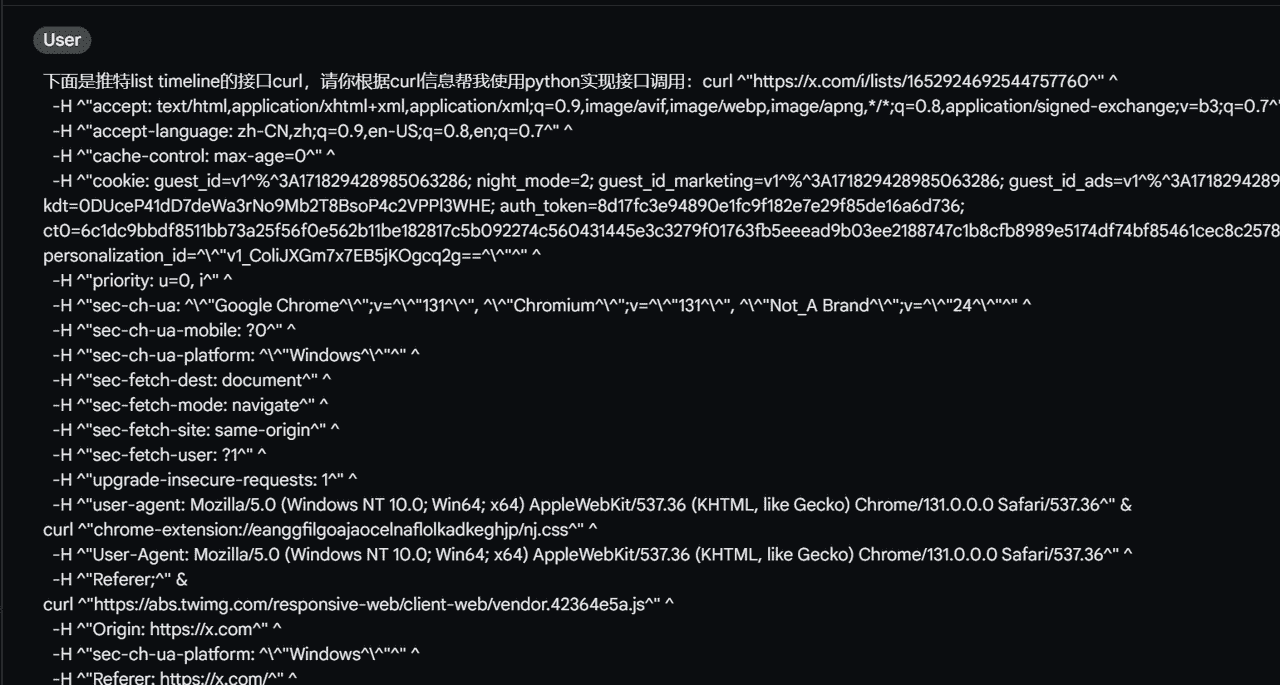 User
下面是推特list timeline的接口curl，请你根据curl信息帮我使用python实现接口调用：curl ^"https://x.com/i/lists/1652924692544757760^" ^
-H ^"accept: text/html,application/xhtml+xml,application/xml;q=0.9,image/avif,image/webp,image/apng,*/*;q=0.8,application/signed-exchange;v=b3;q=0.7^"
-H ^"accept-language: zh-CN,zh;q=0.9,en-US;q=0.8,en;q=0.7^" ^
-H ^"cache-control: max-age=0^" ^
-H ^"cookie: guest_id=v1^%^3A171829428985063286; night_mode=2; guest_id_marketing=v1^%^3A171829428985063286; guest_id_ads=v1^%^3A1718294289
kdt=0DUceP41dD7deWa3rNo9Mb2T8BsoP4c2VPPl3WHE; auth_token=8d17fc3e94890e1fc9f182e7e29f85de16a6d736;
ct0=6c1dc9bbdf8511bb73a25f56f0e562b11be182817c5b092274c560431445e3c3279f01763fb5eeead9b03ee2188747c1b8cfb8989e5174df74bf85461cec8c2578
personalization_id=^\^"v1_ColiJXGm7x7EB5jKOgcq2g==^\^"^" ^
-H ^"priority: u=0, i^" ^
-H ^"sec-ch-ua: ^\^"Google Chrome^\^";v=^\^"131^\^", ^\^"Chromium^\^";v=^\^"131^\^", ^\^"Not_A Brand^\^";v=^\^"24^\^"^" ^
-H ^"sec-ch-ua-mobile: ?0^" ^
-H ^"sec-ch-ua-platform: ^\^"Windows^\^"^" ^
-H ^"sec-fetch-dest: document^" ^
-H ^"sec-fetch-mode: navigate^" ^
-H ^"sec-fetch-site: same-origin^" ^
-H ^"sec-fetch-user: ?1^" ^
-H ^"upgrade-insecure-requests: 1^" ^
-H ^"user-agent: Mozilla/5.0 (Windows NT 10.0; Win64; x64) AppleWebKit/537.36 (KHTML, like Gecko) Chrome/131.0.0.0 Safari/537.36^" &
curl ^"chrome-extension://eanggfilgoajaocelnaflolkadkeghjp/nj.css^" ^
-H ^"User-Agent: Mozilla/5.0 (Windows NT 10.0; Win64; x64) AppleWebKit/537.36 (KHTML, like Gecko) Chrome/131.0.0.0 Safari/537.36^" ^
-H ^"Referer;^" &
curl ^"https://abs.twimg.com/responsive-web/client-web/vendor.42364e5a.js^" ^
-H ^"Origin: https://x.com^" ^
-H ^"sec-ch-ua-platform: ^\^"Windows^\^"^" ^
-H ^"Referer: https://x.com/^" ^